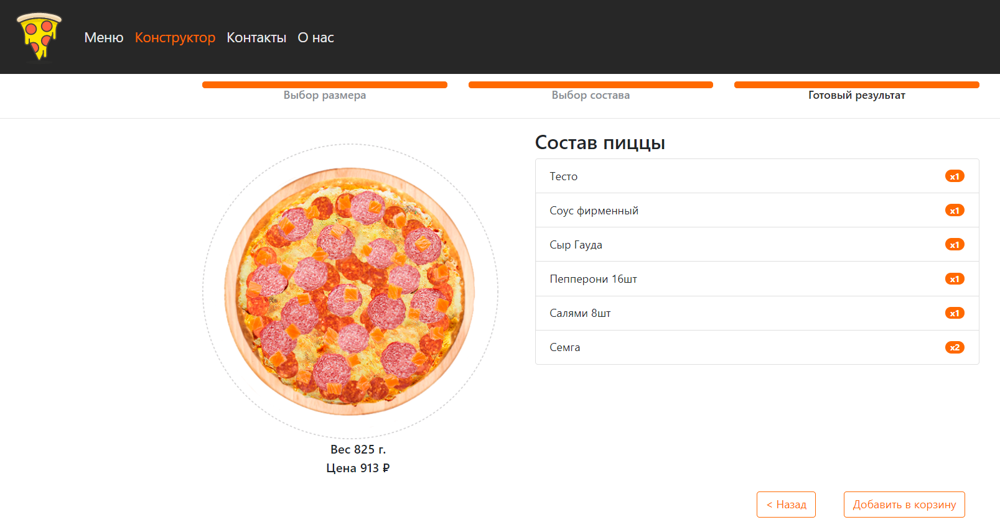 Меню Конструктор Контакты О нас
Выбор размера Выбор состава Готовый результат
Состав пиццы
Тесто x1
Соус фирменный x1
Сыр Гауда x1
Пепперони 16шт x1
Салями 8шт x1
Семга x2
Вес 825 г.
Цена 913 ₽
< Назад Добавить в корзину